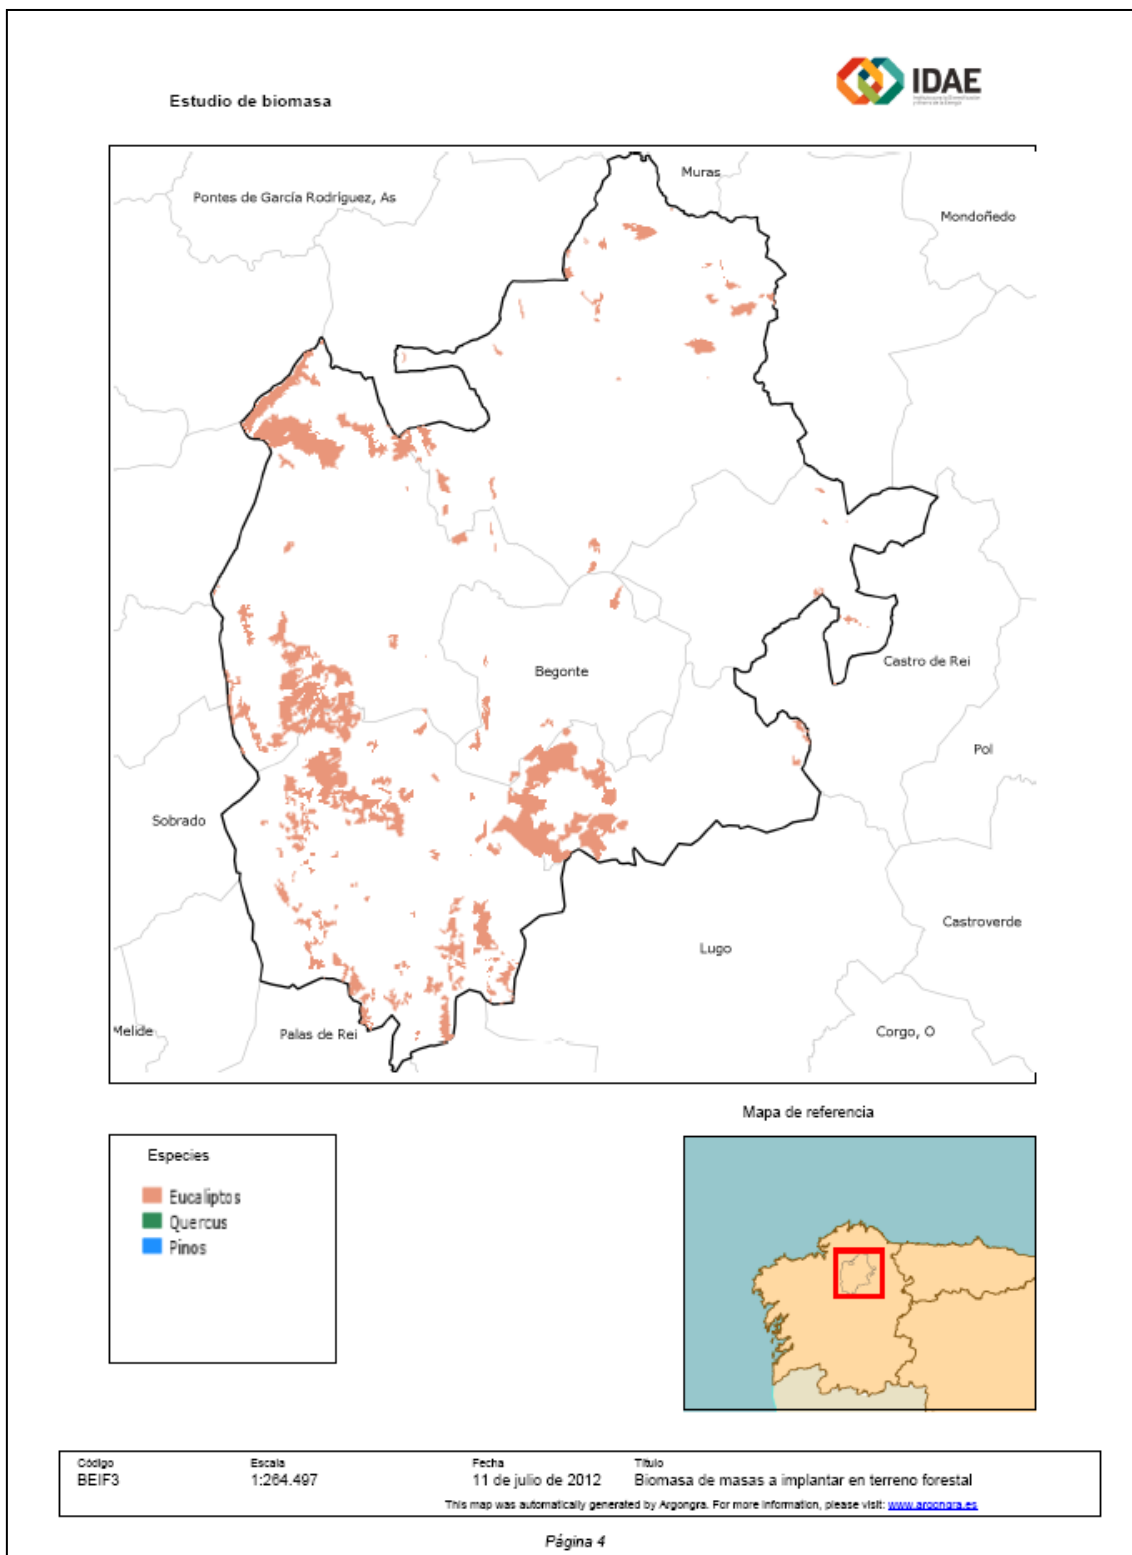 Estudio de biomasa
IDAE
Muras
Pontes de García Rodríguez, As
Mondoñedo
Begonte
Castro de Rei
Pol
Sobrado
Castroverde
Lugo
Melide
Palas de Rei
Corgo, O
Mapa de referencia
Especies
Eucaliptos
Quercus
Pinos
Código Escala Fecha Título
BEIF3 1:264.497 11 de julio de 2012 Biomasa de masas a implantar en terreno forestal
This map was automatically generated by Argongra. For more information, please visit: www.argongra.es
Página 4